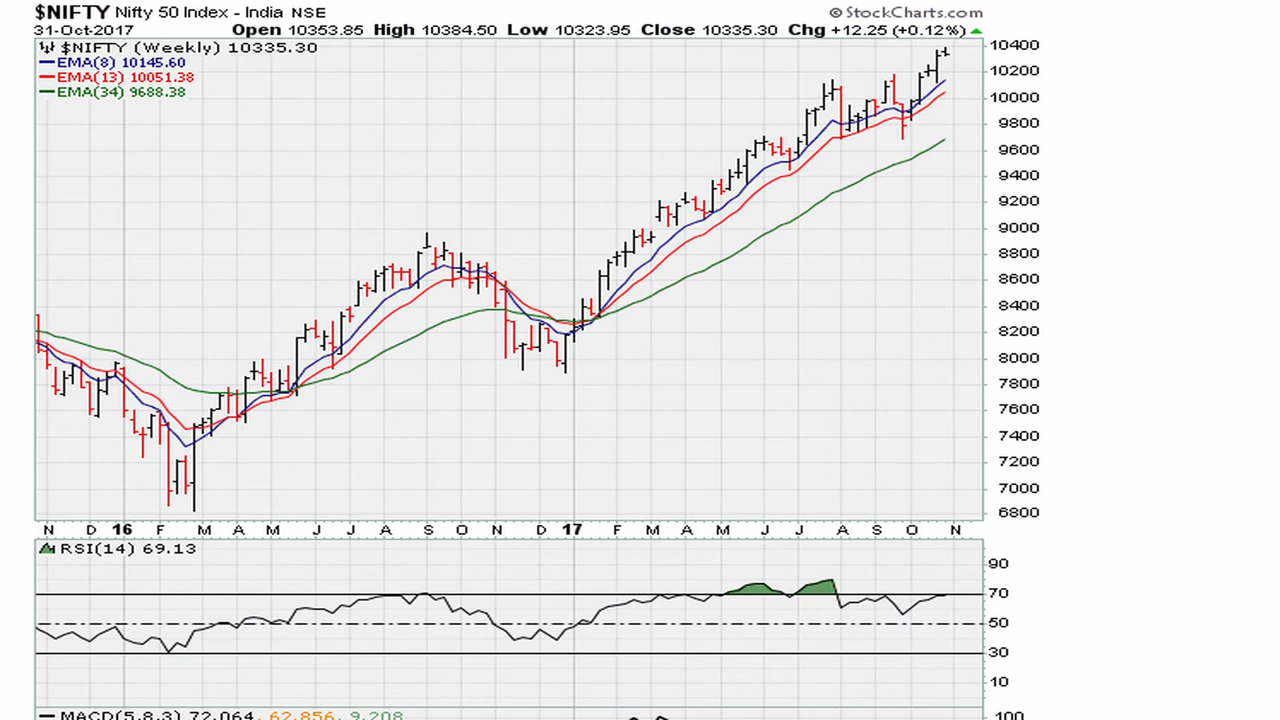 $NIFTY Nifty 50 Index - India NSE © StockCharts.com
31-Oct-2017 Open 10353.85 High 10384.50 Low 10323.95 Close 10335.30 Chg +12.25 (+0.12%)
$NIFTY (Weekly) 10335.30
EMA(8) 10145.60
EMA(13) 10051.38
EMA(34) 9688.38
10400
10200
10000
9800
9600
9400
9200
9000
8800
8600
8400
8200
8000
7800
7600
7400
7200
7000
6800
N D 16 F M A M J J A S O N D 17 F M A M J J A S O N
RSI(14) 69.13
90
70
50
30
10
MACD(5,8,3) 72.064, 62.856, 9.208
100